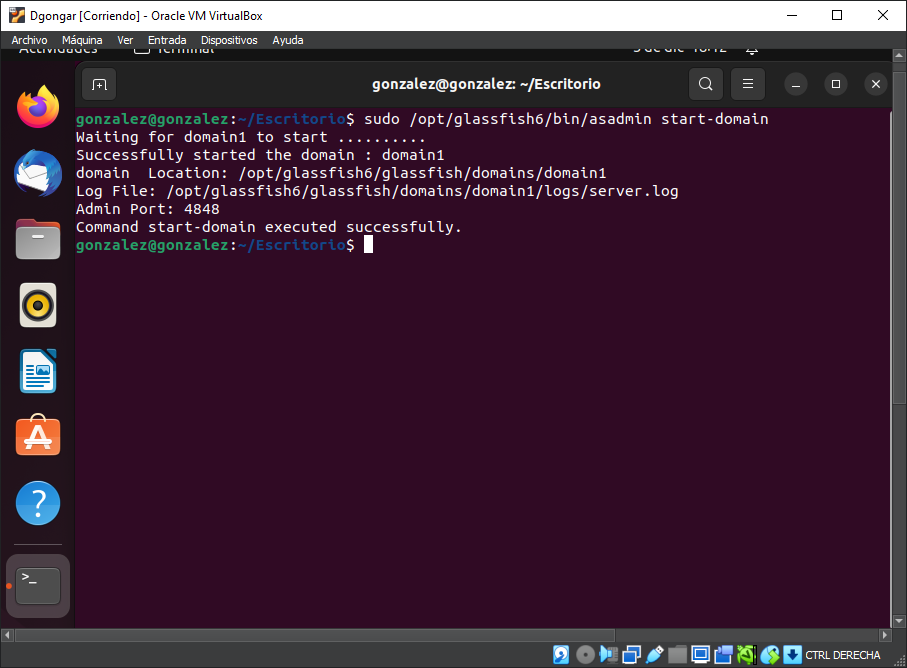 Dgongar [Corriendo] - Oracle VM VirtualBox
Archivo Máquina Ver Entrada Dispositivos Ayuda
Actividades Terminal
gonzalez@gonzalez: ~/Escritorio
gonzalez@gonzalez:~/Escritorio$ sudo /opt/glassfish6/bin/asadmin start-domain
Waiting for domain1 to start ..........
Successfully started the domain : domain1
domain  Location: /opt/glassfish6/glassfish/domains/domain1
Log File: /opt/glassfish6/glassfish/domains/domain1/logs/server.log
Admin Port: 4848
Command start-domain executed successfully.
gonzalez@gonzalez:~/Escritorio$
CTRL DERECHA